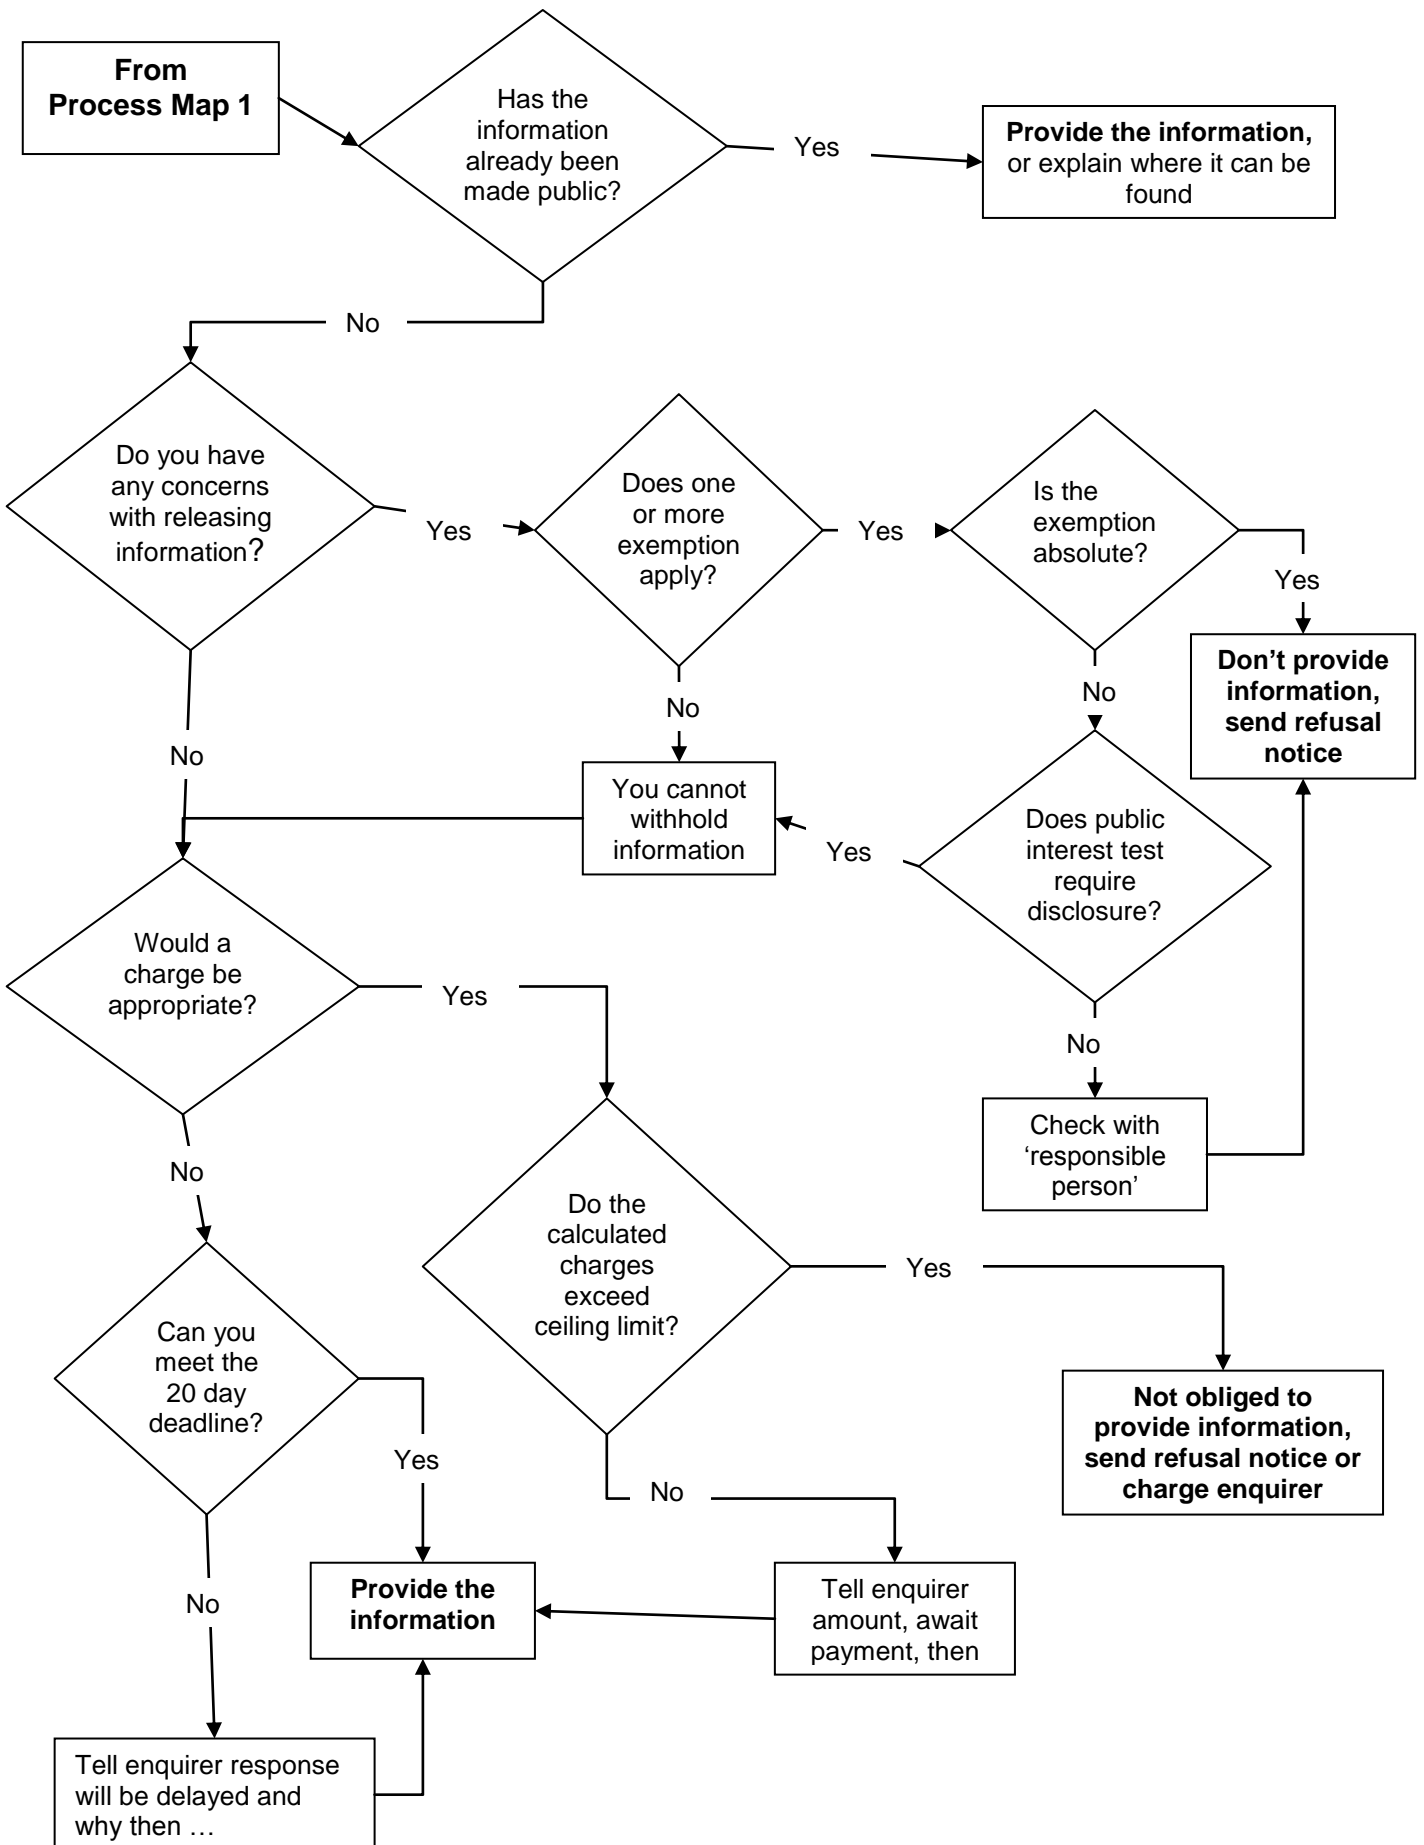 From
Process Map 1
Has the
information
already been
made public?
Yes
Provide the information,
or explain where it can be
found
No
Do you have
any concerns
with releasing
information?
Yes
Does one
or more
exemption
apply?
Yes
Is the
exemption
absolute?
Yes
Don’t provide
information,
send refusal
notice
No
No
No
You cannot
withhold
information
Yes
Does public
interest test
require
disclosure?
Would a
charge be
appropriate?
Yes
No
Check with
‘responsible
person’
No
Do the
calculated
charges
exceed
ceiling limit?
Yes
Can you
meet the
20 day
deadline?
Yes
Not obliged to
provide information,
send refusal notice or
charge enquirer
No
No
Provide the
information
Tell enquirer
amount, await
payment, then
Tell enquirer response
will be delayed and
why then …